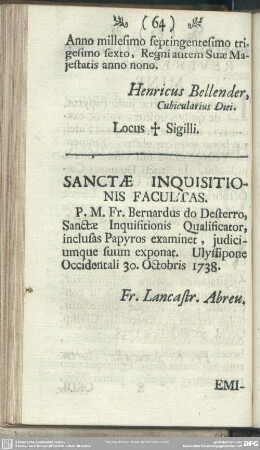 (64)
Anno millesimo septingentesimo tri-
gesimo sexto, Regni autem Suæ Ma-
jestatis anno nono.
Henricus Bellender,
Cubicularius Diei.
Locus ✝ Sigilli.
SANCTÆ INQUISITIO-
NIS FACULTAS.
P. M. Fr. Bernardus do Desterro,
Sanctæ Inquisitionis Qualificator,
inclusas Papyros examinet, judici-
umque suum exponat. Ulyssipone
Occidentali 30. Octobris 1738.
Fr. Lancastr. Abreu.
EMI-